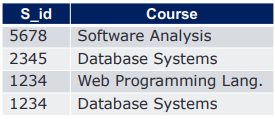 S_id Course
5678 Software Analysis
2345 Database Systems
1234 Web Programming Lang.
1234 Database Systems